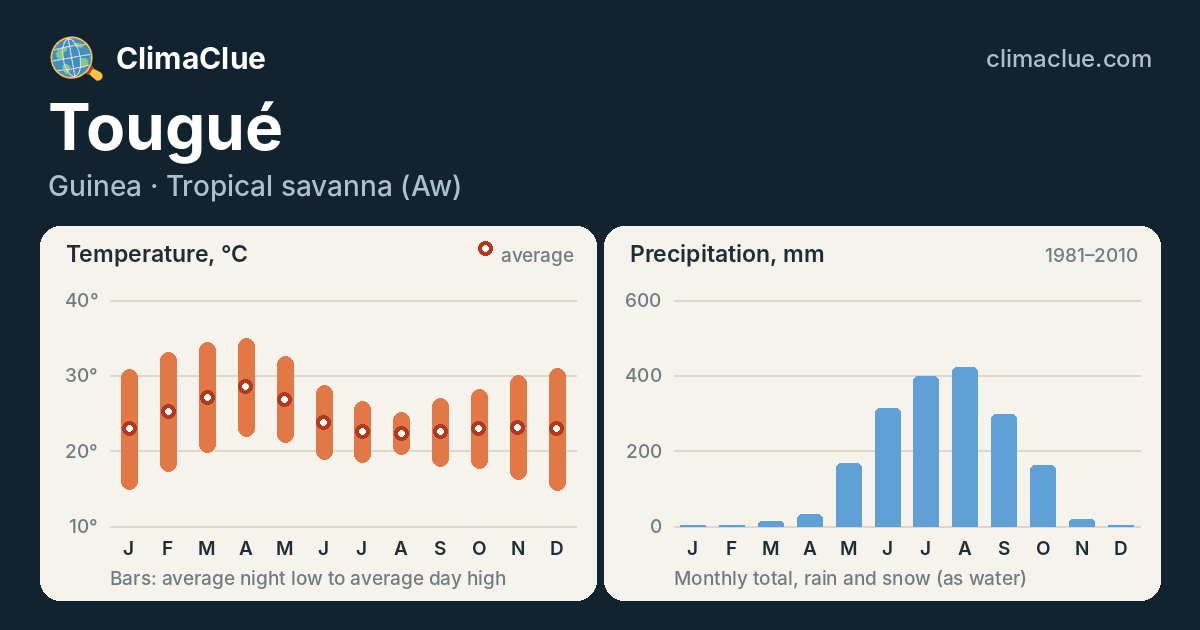 ClimaClue
climaclue.com
Tougué
Guinea · Tropical savanna (Aw)
Temperature, °C
average
40°
30°
20°
10°
J F M A M J J A S O N D
Bars: average night low to average day high
Precipitation, mm
1981–2010
600
400
200
0
J F M A M J J A S O N D
Monthly total, rain and snow (as water)